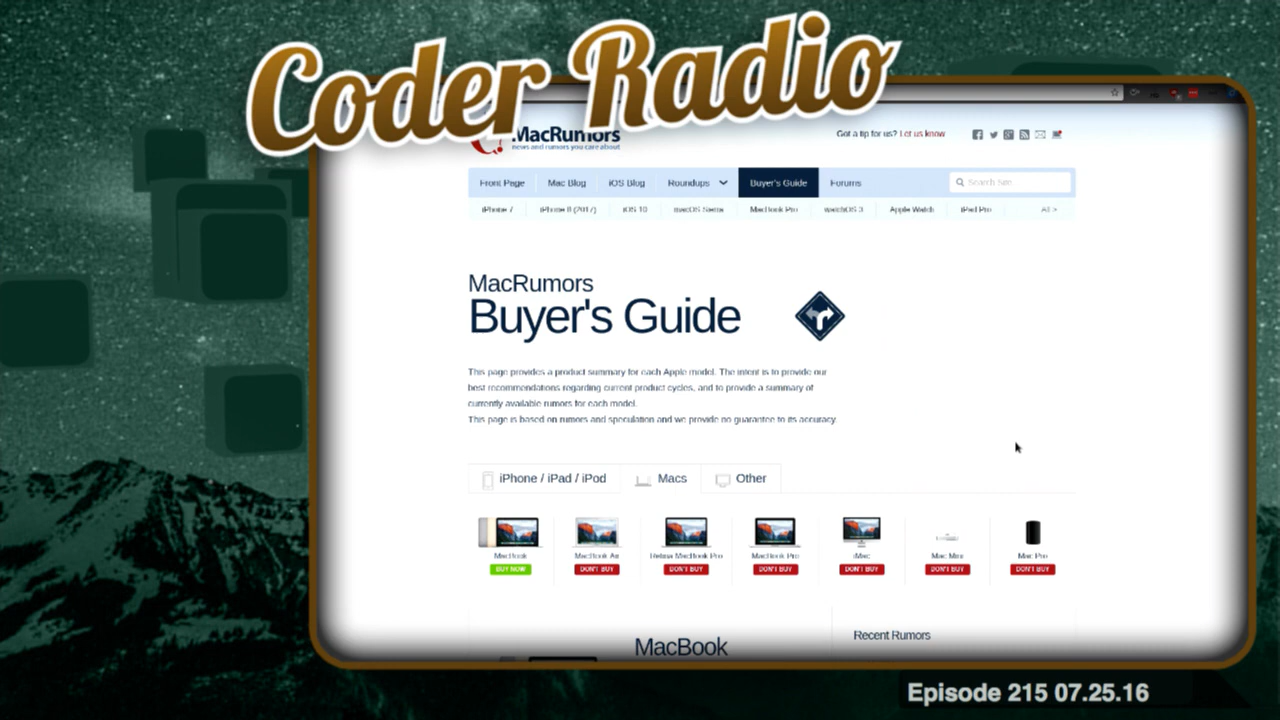 Coder Radio
MacRumors
news and rumors you care about
Got a tip for us? Let us know
Front Page Mac Blog iOS Blog Roundups Buyer's Guide Forums Search Site
iPhone 7 iPhone 8 (2017) iOS 10 macOS Sierra MacBook Pro watchOS 3 Apple Watch iPad Pro All >
MacRumors
Buyer's Guide
This page provides a product summary for each Apple model. The intent is to provide our
best recommendations regarding current product cycles, and to provide a summary of
currently available rumors for each model.
This page is based on rumors and speculation and we provide no guarantee to its accuracy.
iPhone / iPad / iPod Macs Other
MacBook MacBook Air Retina MacBook Pro MacBook Pro iMac Mac Mini Mac Pro
BUY NOW DON'T BUY DON'T BUY DON'T BUY DON'T BUY DON'T BUY DON'T BUY
MacBook
Recent Rumors
Episode 215 07.25.16